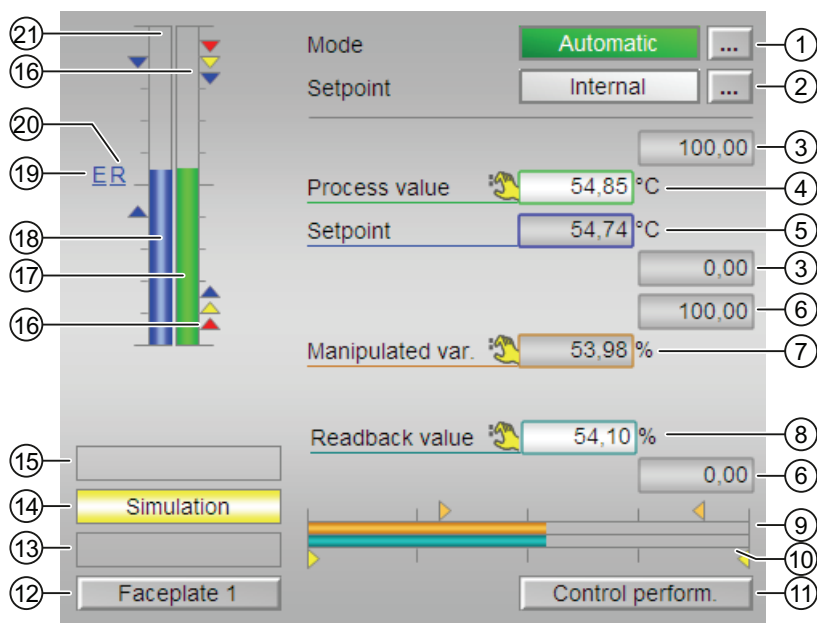 21
16
20
19
E R
18
17
16
15
14
Simulation
13
12
Faceplate 1
Mode
Automatic
...
1
Setpoint
Internal
...
2
100,00
3
Process value
54,85
°C
4
Setpoint
54,74
°C
5
0,00
3
100,00
6
Manipulated var.
53,98
%
7
Readback value
54,10
%
8
0,00
6
9
10
Control perform.
11